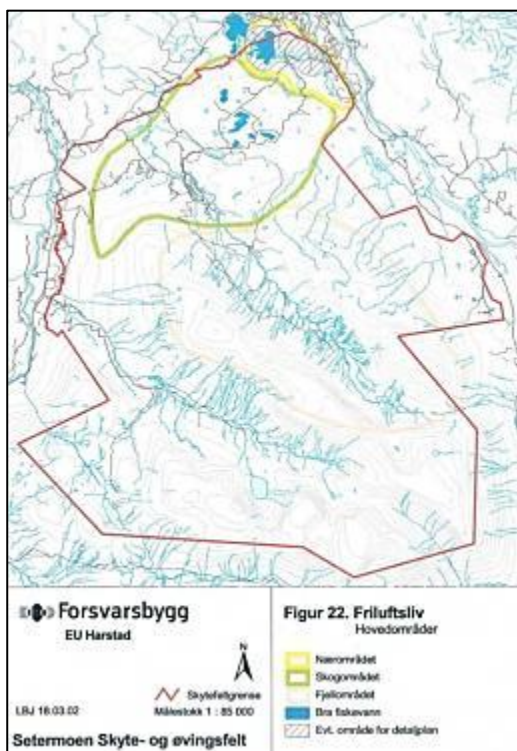 Forsvarsbygg
EU Harstad
N
Skytefeltgrense
LBJ 18.03.02
Målestokk 1 : 85 000
Setermoen Skyte- og øvingsfelt
Figur 22. Friluftsliv
Hovedområder
Nærområdet
Skogområdet
Fjellområdet
Bra fiskevann
Evt. område for detaljplan